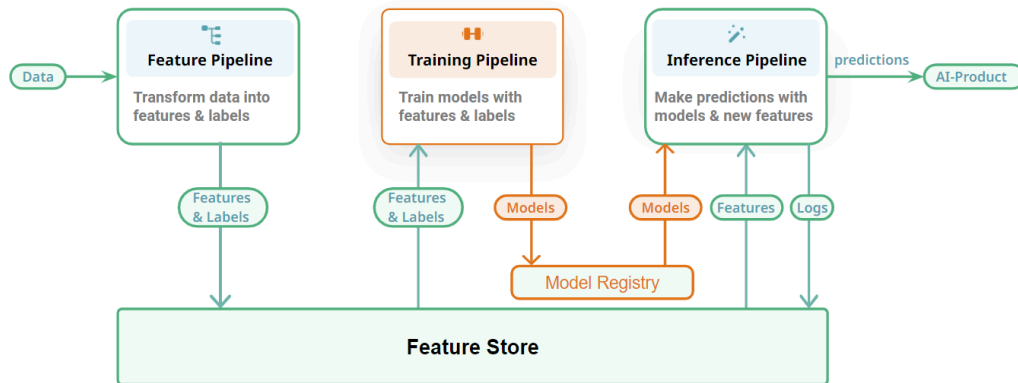 Data
Feature Pipeline
Transform data into
features & labels
Training Pipeline
Train models with
features & labels
Inference Pipeline
Make predictions with
models & new features
predictions
AI-Product
Features
& Labels
Features
& Labels
Models
Models
Features
Logs
Model Registry
Feature Store